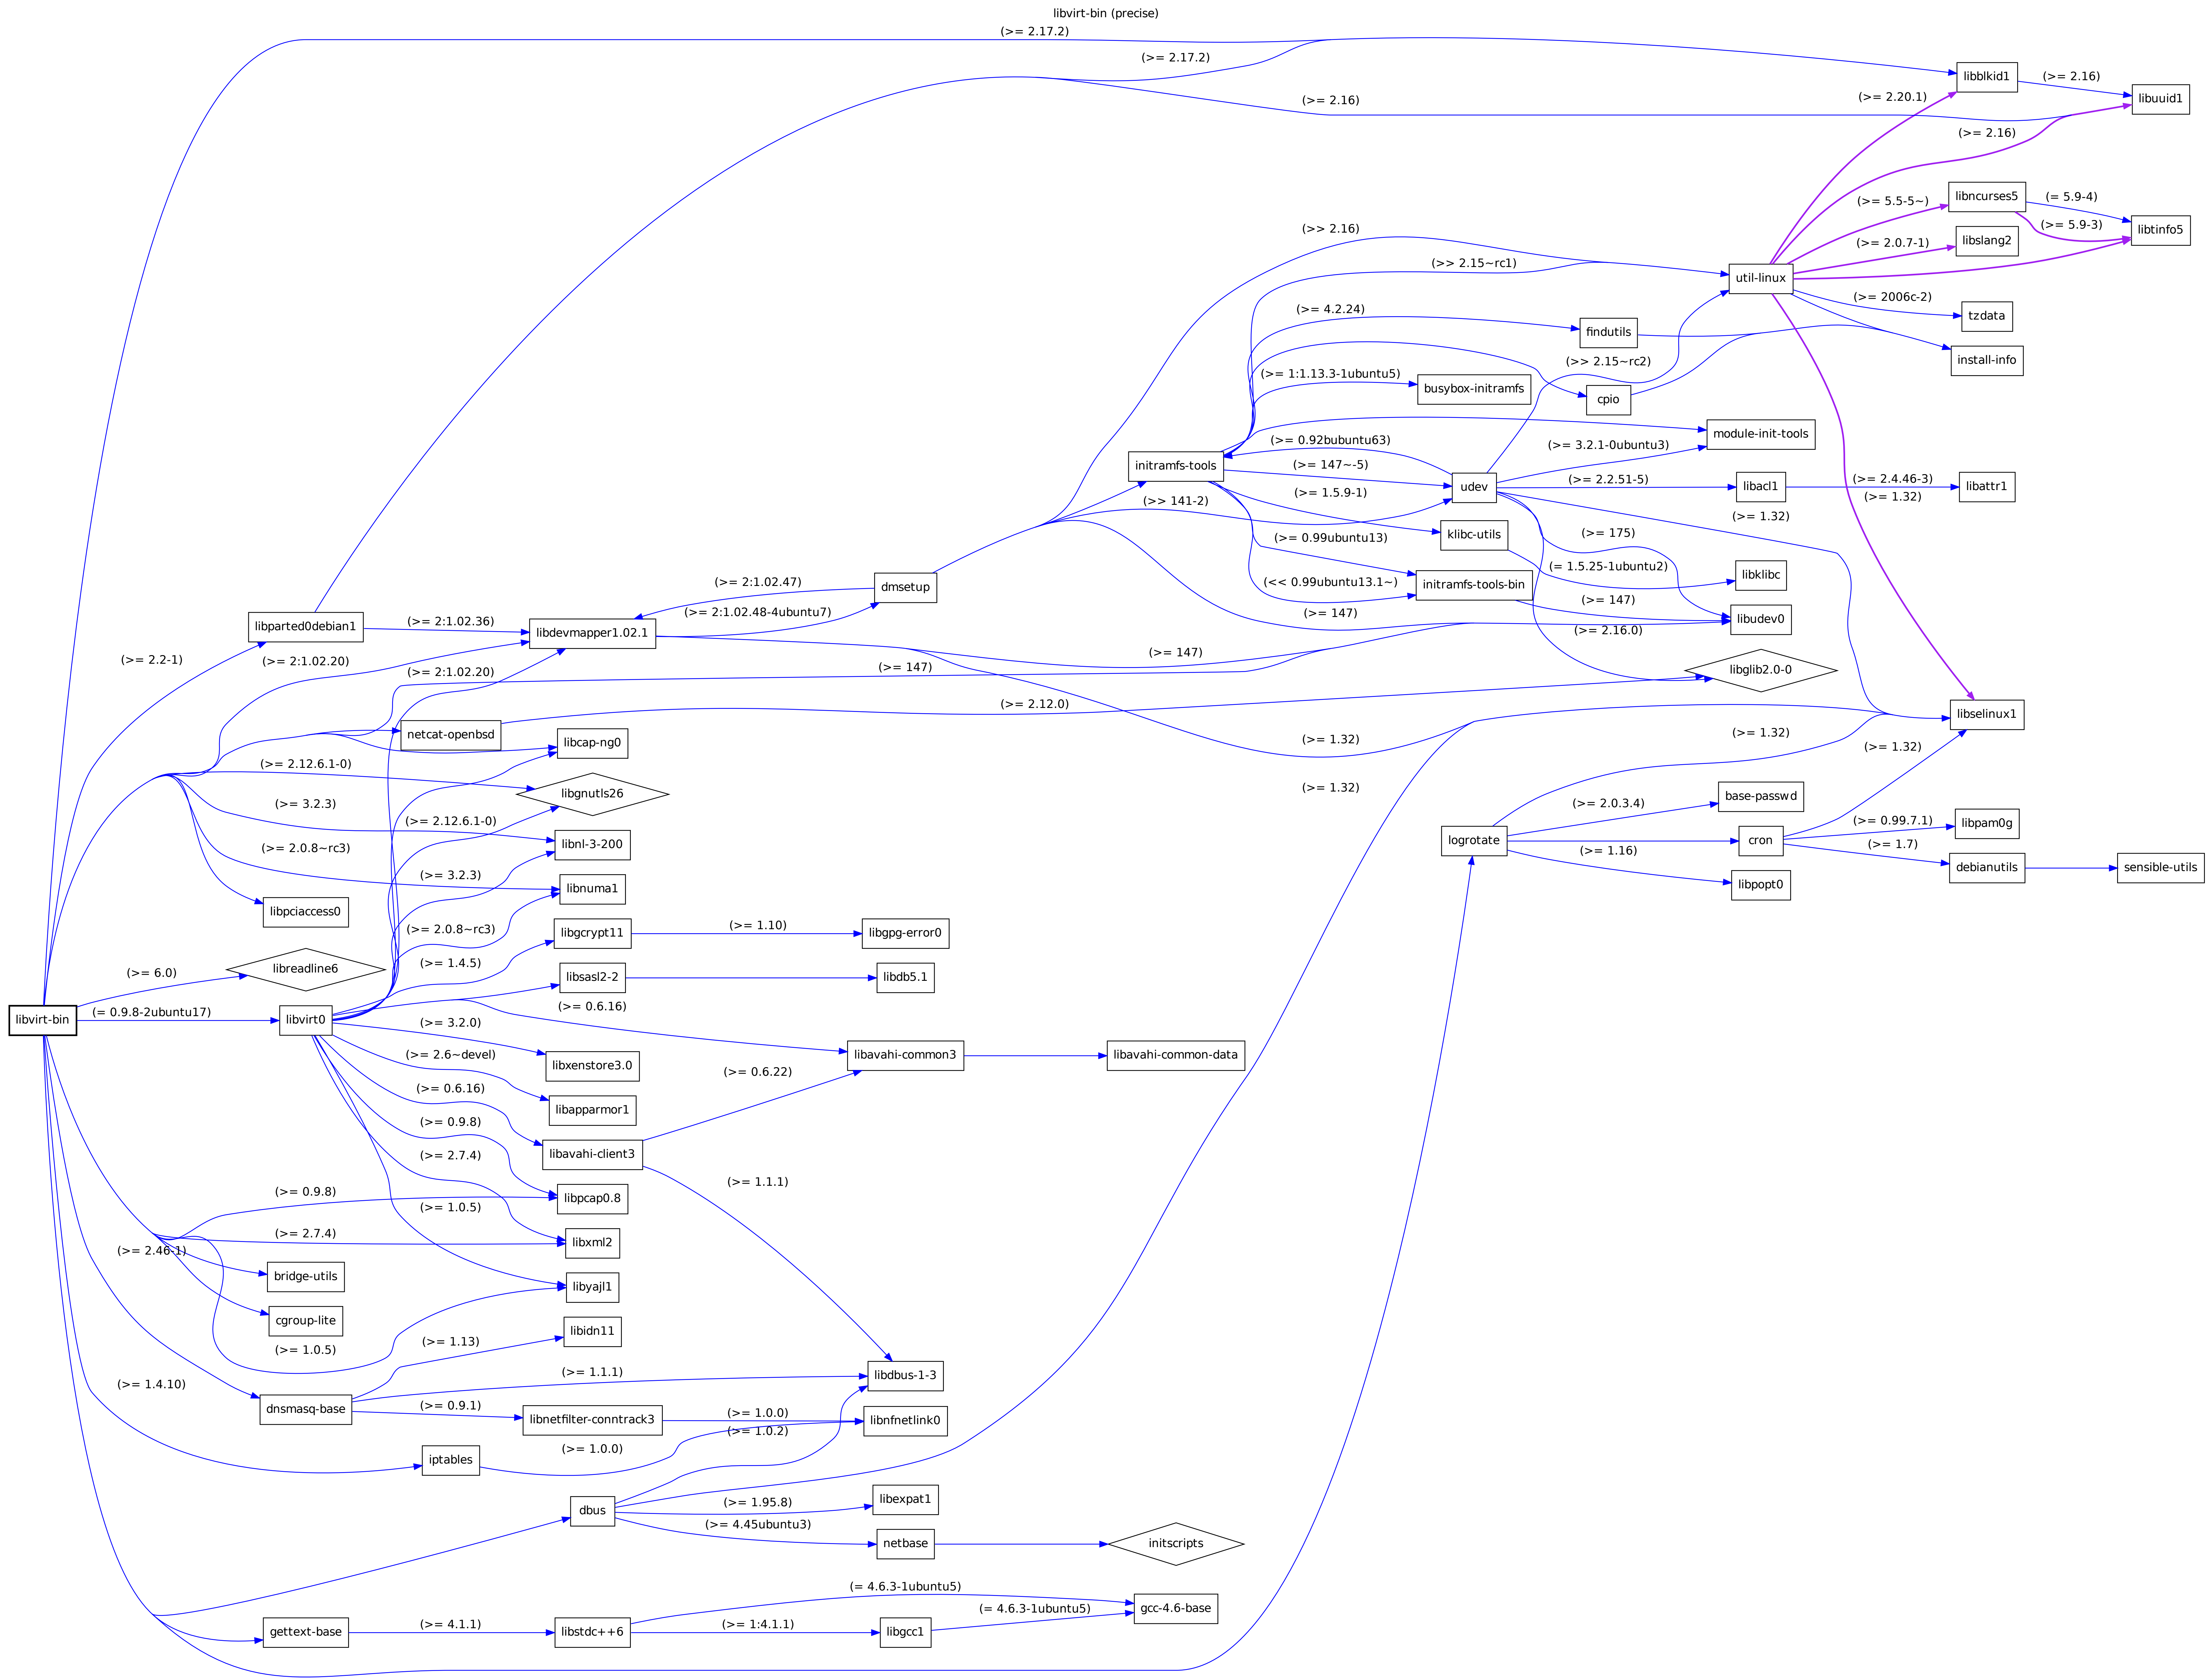 libvirt-bin (precise)
(>= 2.17.2)
(>= 2.17.2)
libblkid1
(>= 2.16)
libuuid1
(>= 2.20.1)
(>= 2.16)
(>= 2.16)
libncurses5
(= 5.9-4)
(>= 5.5-5~)
(>= 5.9-3)
libtinfo5
(>> 2.16)
(>= 2.0.7-1)
libslang2
(>> 2.15~rc1)
util-linux
(>= 2006c-2)
tzdata
(>= 4.2.24)
findutils
install-info
(>> 2.15~rc2)
(>= 1:1.13.3-1ubuntu5)
busybox-initramfs
cpio
module-init-tools
(>= 0.92bubuntu63)
(>= 3.2.1-0ubuntu3)
initramfs-tools
(>= 147~-5)
udev
(>= 2.2.51-5)
libacl1
(>= 2.4.46-3)
libattr1
(>= 1.5.9-1)
(>= 1.32)
(>> 141-2)
(>= 1.32)
klibc-utils
(>= 175)
(>= 0.99ubuntu13)
(= 1.5.25-1ubuntu2)
libklibc
(<< 0.99ubuntu13.1~)
initramfs-tools-bin
(>= 2:1.02.47)
dmsetup
(>= 147)
(>= 2:1.02.48-4ubuntu7)
(>= 147)
libudev0
libparted0debian1
(>= 2:1.02.36)
libdevmapper1.02.1
(>= 2.16.0)
(>= 2.2-1)
(>= 2:1.02.20)
(>= 2:1.02.20)
(>= 147)
(>= 147)
libglib2.0-0
(>= 2.12.0)
netcat-openbsd
libselinux1
(>= 1.32)
(>= 1.32)
(>= 1.32)
libcap-ng0
(>= 2.12.6.1-0)
libgnutls26
(>= 1.32)
(>= 2.0.3.4)
base-passwd
(>= 3.2.3)
(>= 2.12.6.1-0)
(>= 0.99.7.1)
libpam0g
libnl-3-200
logrotate
cron
(>= 2.0.8~rc3)
(>= 1.16)
(>= 1.7)
(>= 3.2.3)
libnuma1
libpopt0
debianutils
sensible-utils
libpciaccess0
(>= 2.0.8~rc3)
libgcrypt11
(>= 1.10)
libgpg-error0
(>= 6.0)
libreadline6
(>= 1.4.5)
libsasl2-2
libdb5.1
libvirt-bin
(= 0.9.8-2ubuntu17)
libvirt0
(>= 0.6.16)
(>= 3.2.0)
libxenstore3.0
(>= 2.6~devel)
libavahi-common3
libavahi-common-data
(>= 0.6.22)
(>= 0.6.16)
libapparmor1
(>= 0.9.8)
libavahi-client3
(>= 2.7.4)
(>= 1.1.1)
(>= 0.9.8)
libpcap0.8
(>= 1.0.5)
(>= 2.7.4)
libxml2
(>= 2.46-1)
bridge-utils
libyajl1
cgroup-lite
libidn11
(>= 1.0.5)
(>= 1.13)
(>= 1.4.10)
(>= 1.1.1)
libdbus-1-3
dnsmasq-base
(>= 0.9.1)
libnetfilter-conntrack3
(>= 1.0.0)
libnfnetlink0
(>= 1.0.2)
(>= 1.0.0)
iptables
dbus
(>= 1.95.8)
libexpat1
(>= 4.45ubuntu3)
netbase
initscripts
(= 4.6.3-1ubuntu5)
(= 4.6.3-1ubuntu5)
gcc-4.6-base
gettext-base
(>= 4.1.1)
libstdc++6
(>= 1:4.1.1)
libgcc1